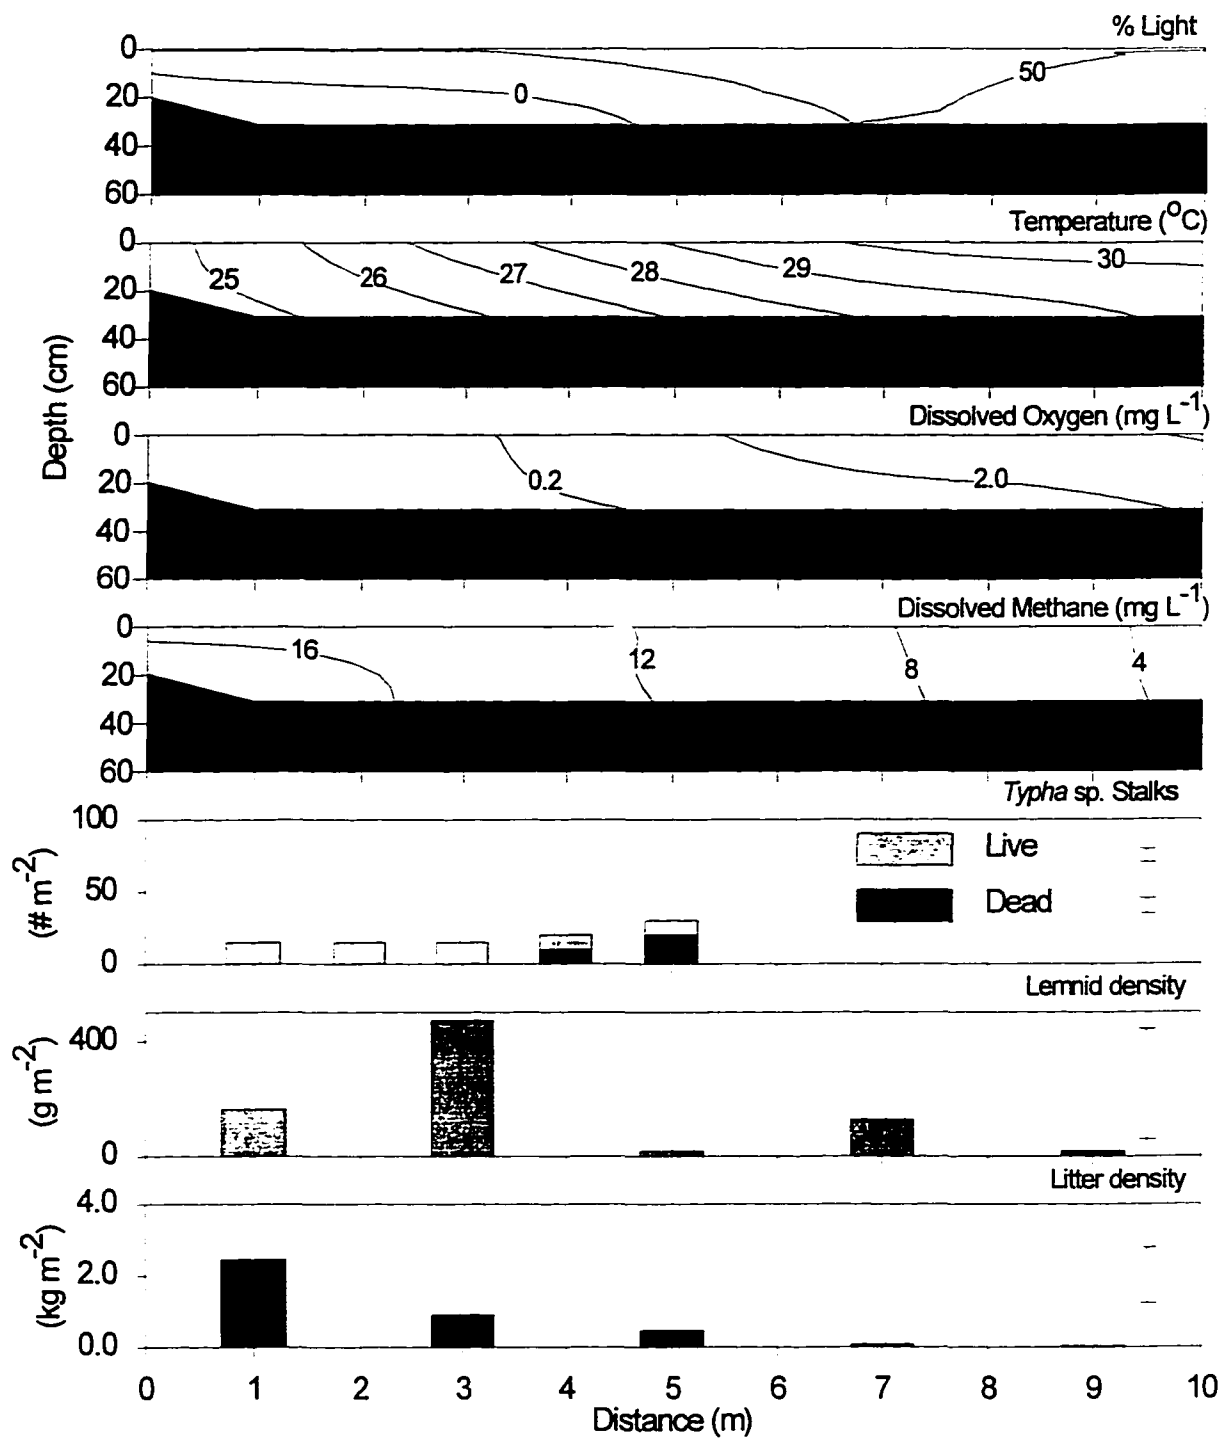 % Light
0
20
40
60
0
50
Temperature (°C)
0
20
40
60
25
26
27
28
29
30
Depth (cm)
Dissolved Oxygen (mg L-1)
0
20
40
60
0.2
2.0
Dissolved Methane (mg L-1)
0
20
40
60
16
12
8
4
Typha sp. Stalks
(# m-2)
100
50
0
Live
Dead
Lemnid density
(g m-2)
400
0
Litter density
(kg m-2)
4.0
2.0
0.0
0 1 2 3 4 5 6 7 8 9 10
Distance (m)